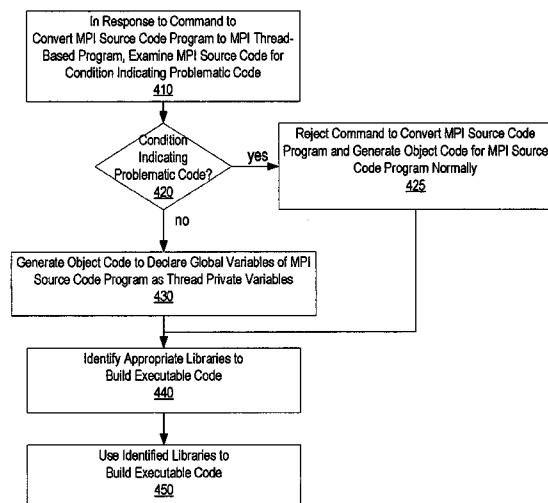 In Response to Command to
Convert MPI Source Code Program to MPI Thread-
Based Program, Examine MPI Source Code for
Condition Indicating Problematic Code
410
Condition
Indicating
Problematic Code?
420
yes
Reject Command to Convert MPI Source Code
Program and Generate Object Code for MPI Source
Code Program Normally
425
no
Generate Object Code to Declare Global Variables of MPI
Source Code Program as Thread Private Variables
430
Identify Appropriate Libraries to
Build Executable Code
440
Use Identified Libraries to
Build Executable Code
450